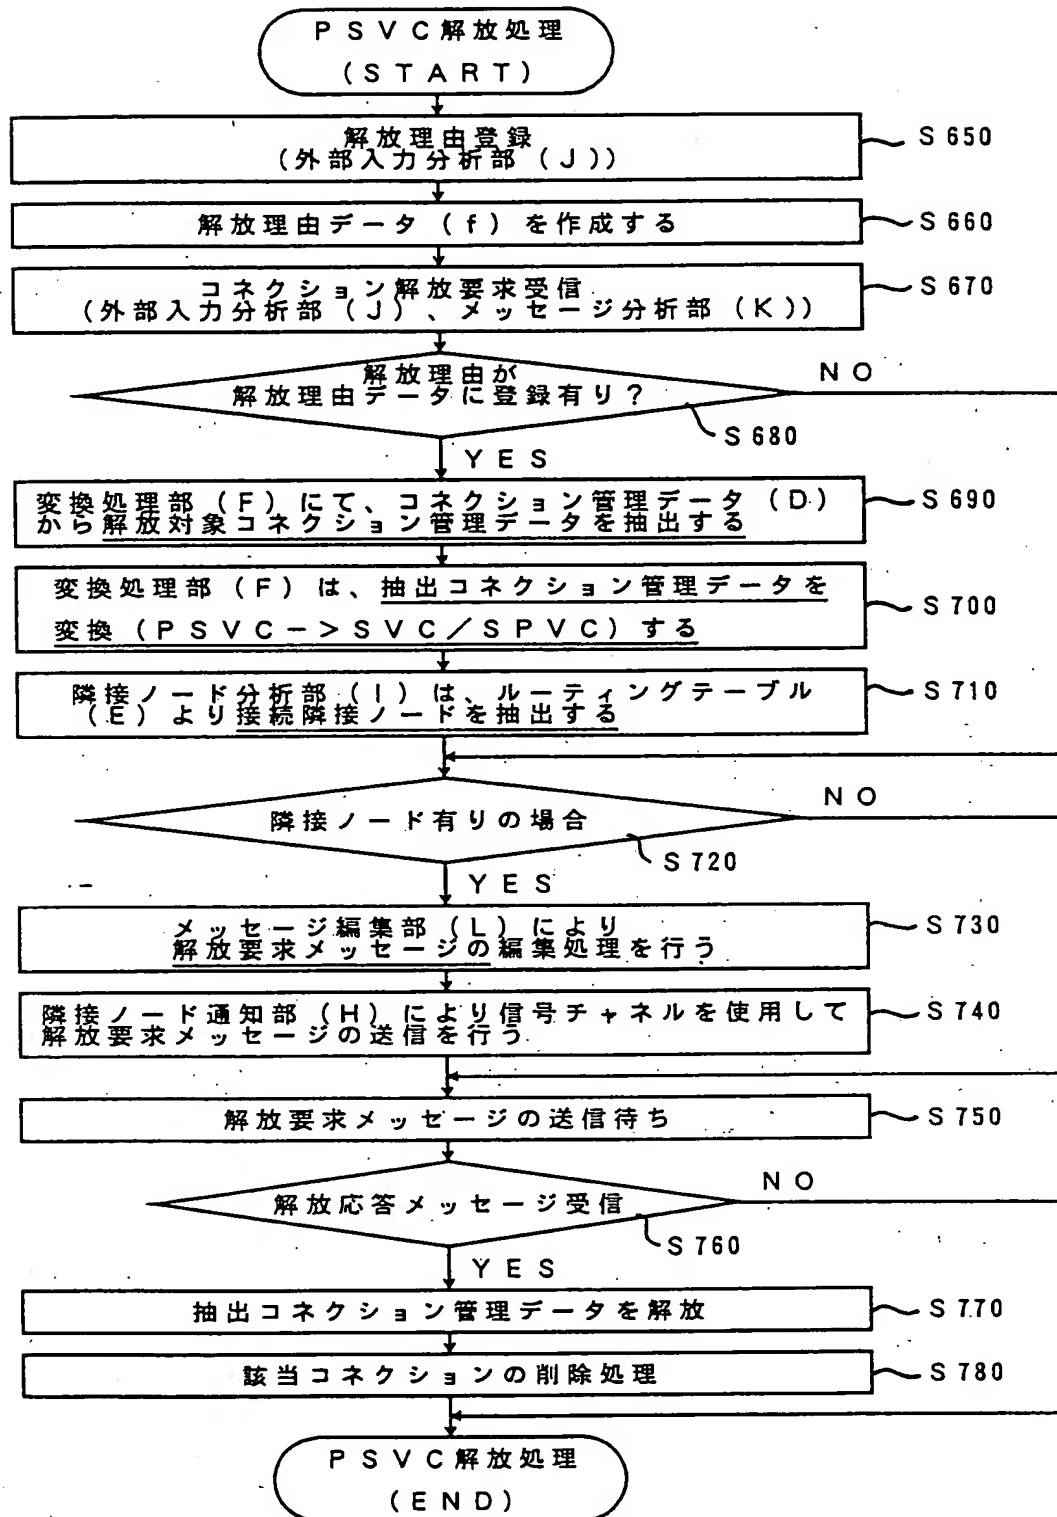 PSVC解放処理
(START)
解放理由登録
(外部入力分析部(J))
S650
解放理由データ(f)を作成する
S660
コネクション解放要求受信
(外部入力分析部(J)、メッセージ分析部(K))
S670
解放理由が
解放理由データに登録有り?
NO
S680
YES
変換処理部(F)にて、コネクション管理データ(D)
から解放対象コネクション管理データを抽出する
S690
変換処理部(F)は、抽出コネクション管理データを
変換(PSVC->SVC/SPVC)する
S700
隣接ノード分析部(I)は、ルーティングテーブル
(E)より接続隣接ノードを抽出する
S710
隣接ノード有りの場合
NO
S720
YES
メッセージ編集部(L)により
解放要求メッセージの編集処理を行う
S730
隣接ノード通知部(H)により信号チャネルを使用して
解放要求メッセージの送信を行う
S740
解放要求メッセージの送信待ち
S750
解放応答メッセージ受信
NO
S760
YES
抽出コネクション管理データを解放
S770
該当コネクションの削除処理
S780
PSVC解放処理
(END)